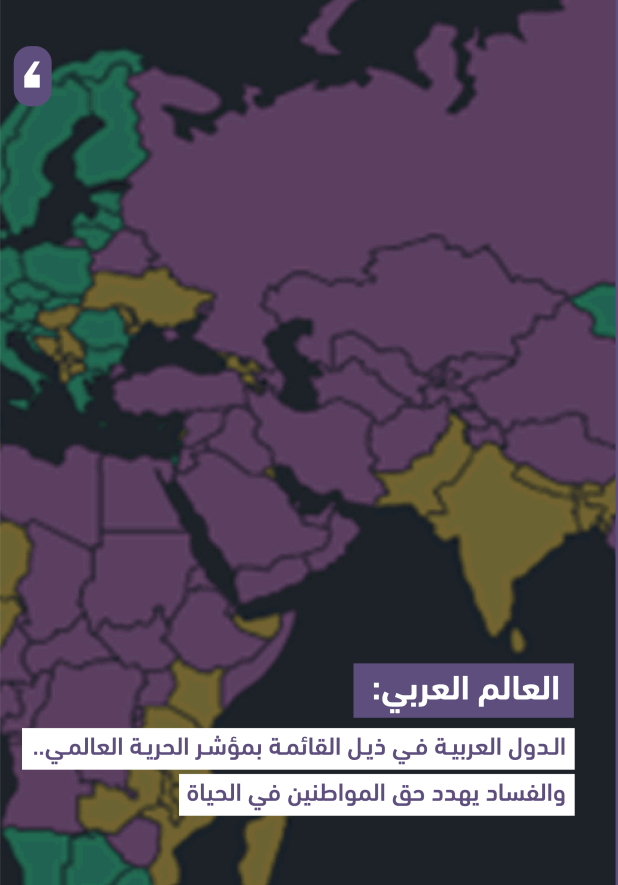 العالم العربي:
الدول العربية في ذيل القائمة بمؤشر الحرية العالمي..
والفساد يهدد حق المواطنين في الحياة